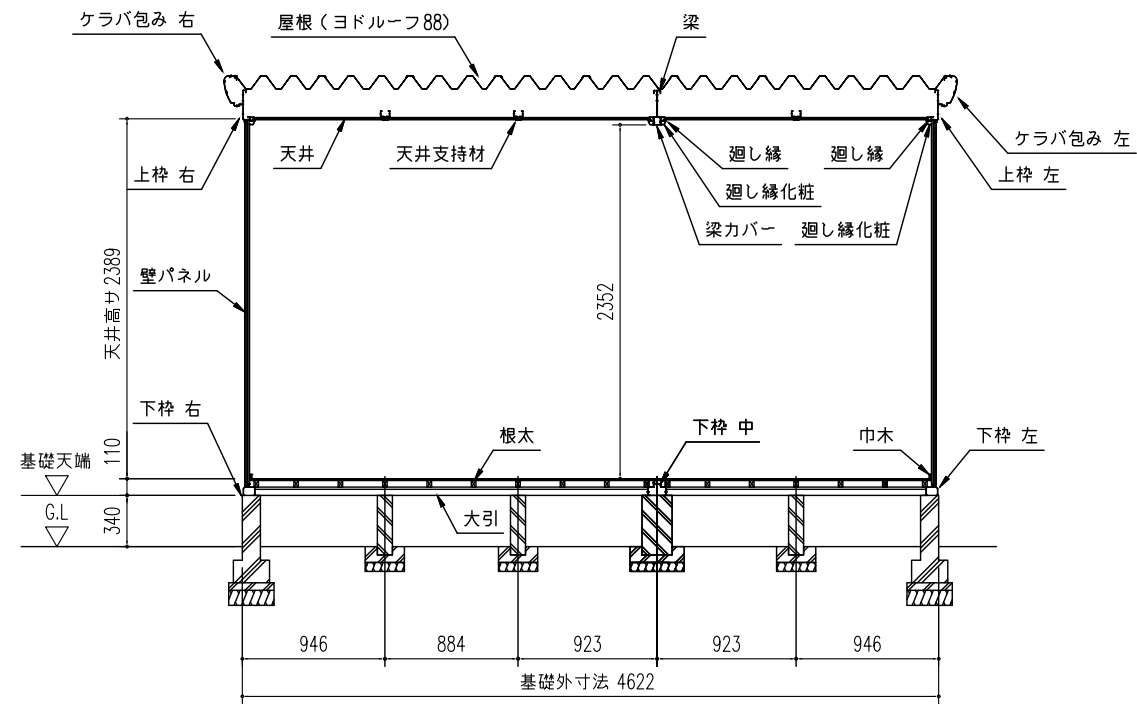 ケラバ包み 右
屋根(ヨドルーフ88)
梁
ケラバ包み 左
天井
天井支持材
廻し縁
廻し縁
上枠 右
上枠 左
廻し縁化粧
梁カバー
廻し縁化粧
壁パネル
天井高サ2389
2352
下枠 右
根太
下枠 中
巾木
下枠 左
110
基礎天端
G.L
340
大引
946
884
923
923
946
基礎外寸法 4622